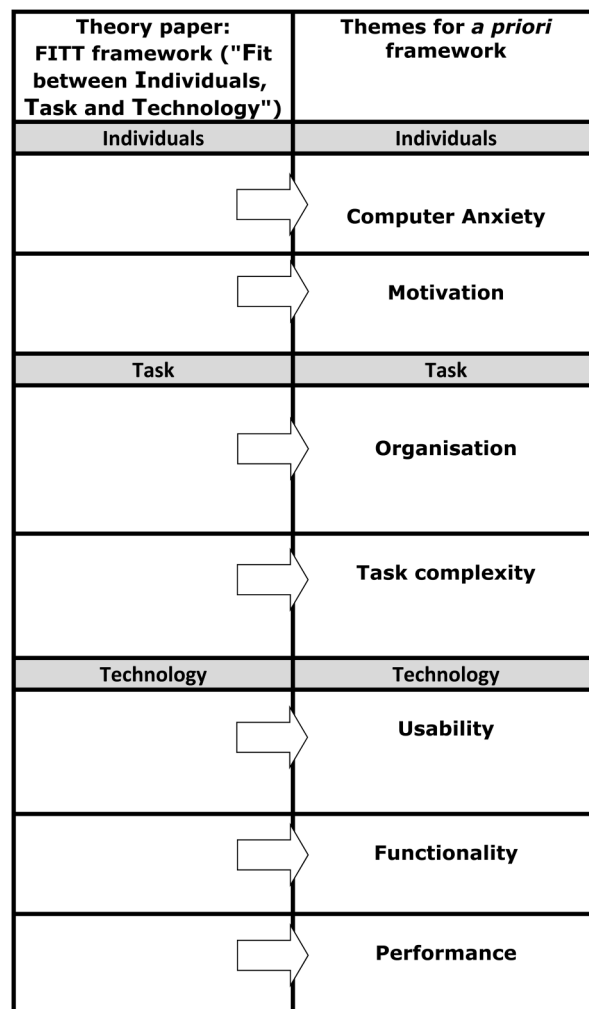 Theory paper:
FITT framework ("Fit
between Individuals,
Task and Technology")
Themes for a priori
framework
Individuals
Individuals
Computer Anxiety
Motivation
Task
Task
Organisation
Task complexity
Technology
Technology
Usability
Functionality
Performance